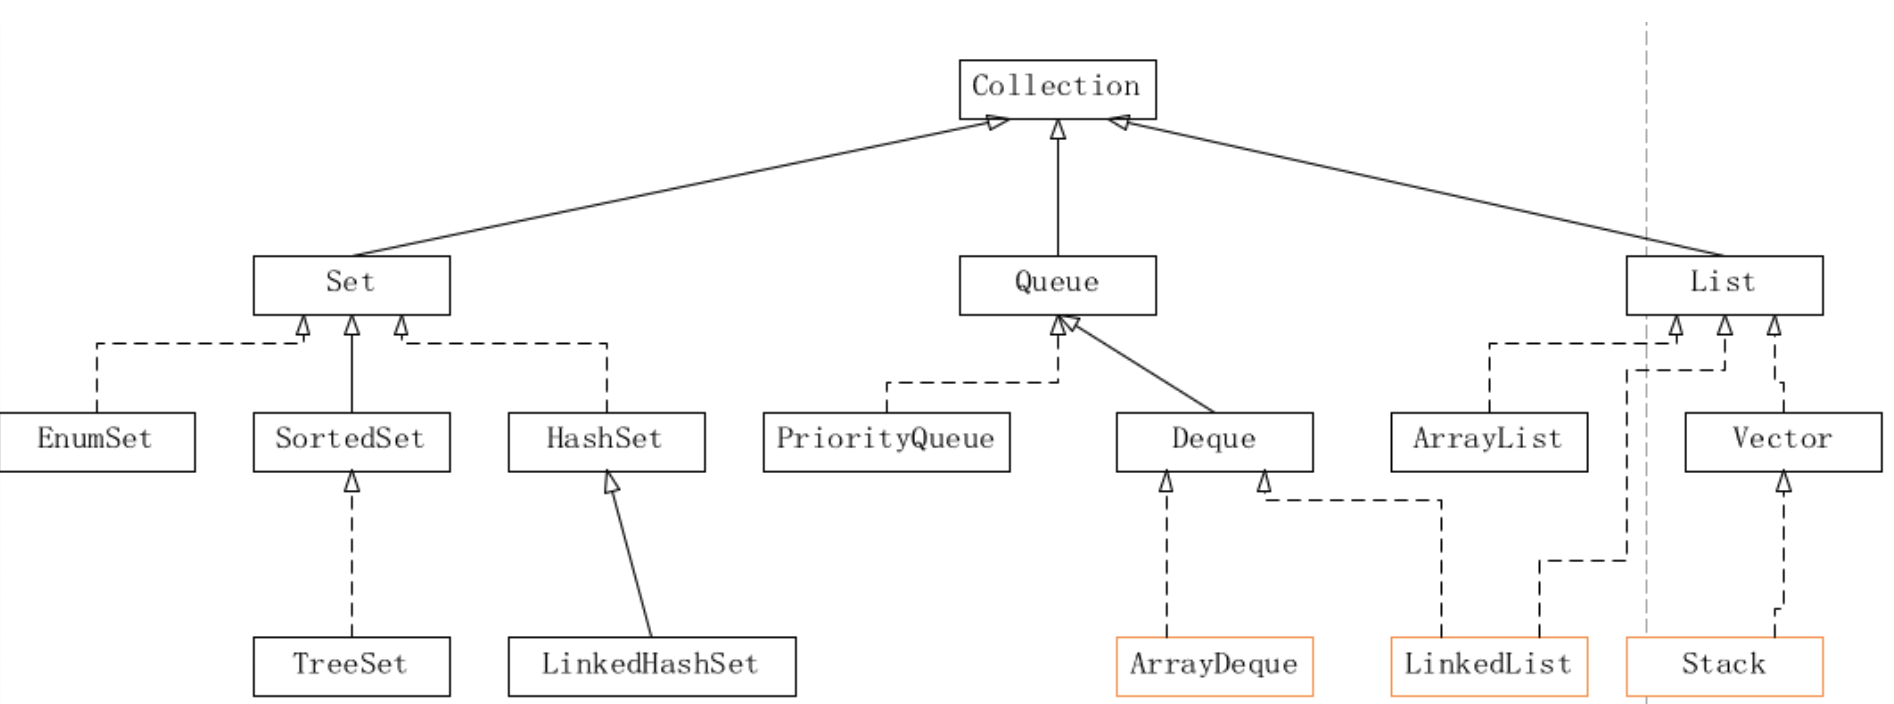 Collection
Set
Queue
List
EnumSet
SortedSet
HashSet
PriorityQueue
Deque
ArrayList
Vector
TreeSet
LinkedHashSet
ArrayDeque
LinkedList
Stack